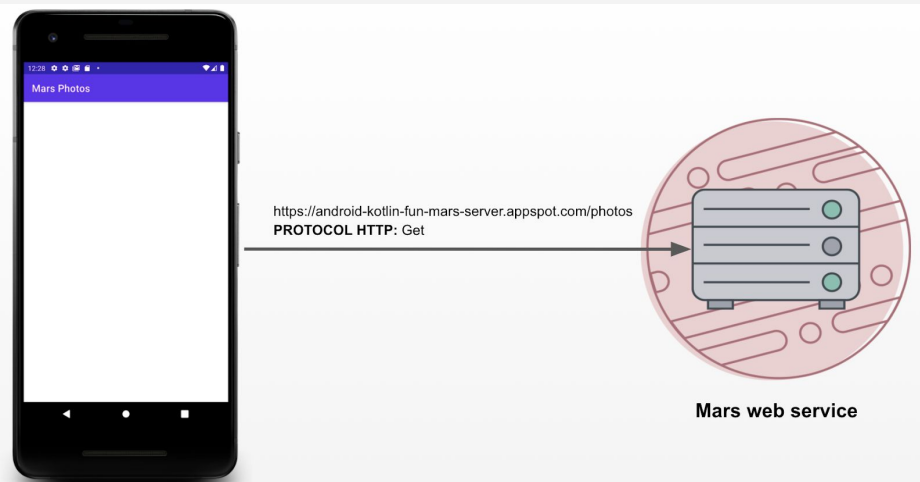 12:28
Mars Photos
https://android-kotlin-fun-mars-server.appspot.com/photos
PROTOCOL HTTP: Get
Mars web service